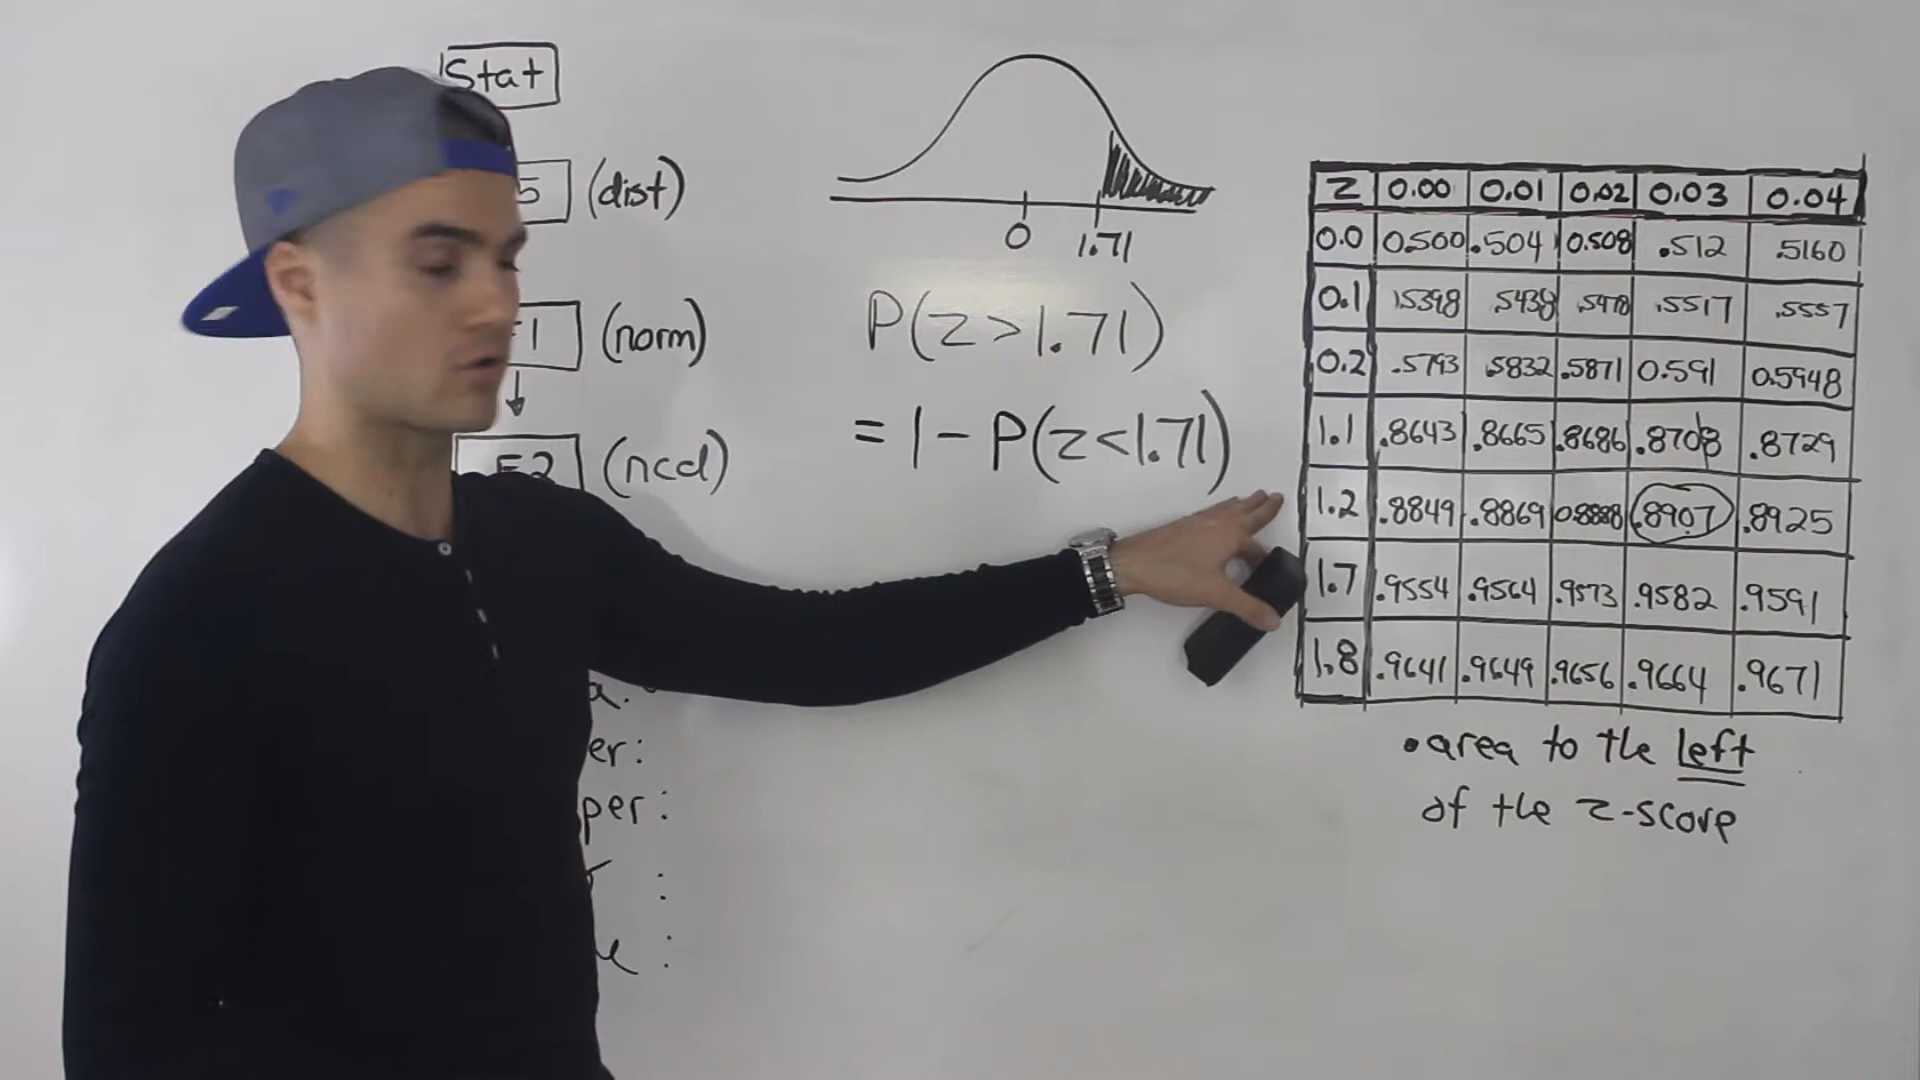 Stat
5 (dist)
1 (norm)
F2 (ncd)
a.
er:
per:
:
:
0 1.71
P(z>1.71)
= 1 - P(z<1.71)
Z 0.00 0.01 0.02 0.03 0.04
0.0 0.500 .504 0.508 .512 .5160
0.1 .5398 .5438 .5478 .5517 .5557
0.2 .5793 .5832 .5871 0.591 0.5948
1.1 .8643 .8665 .8686 .8708 .8729
1.2 .8849 .8869 0.8888 .8907 .8925
1.7 .9554 .9564 .9573 .9582 .9591
1.8 .9641 .9649 .9656 .9664 .9671
• area to the left
of the z-score